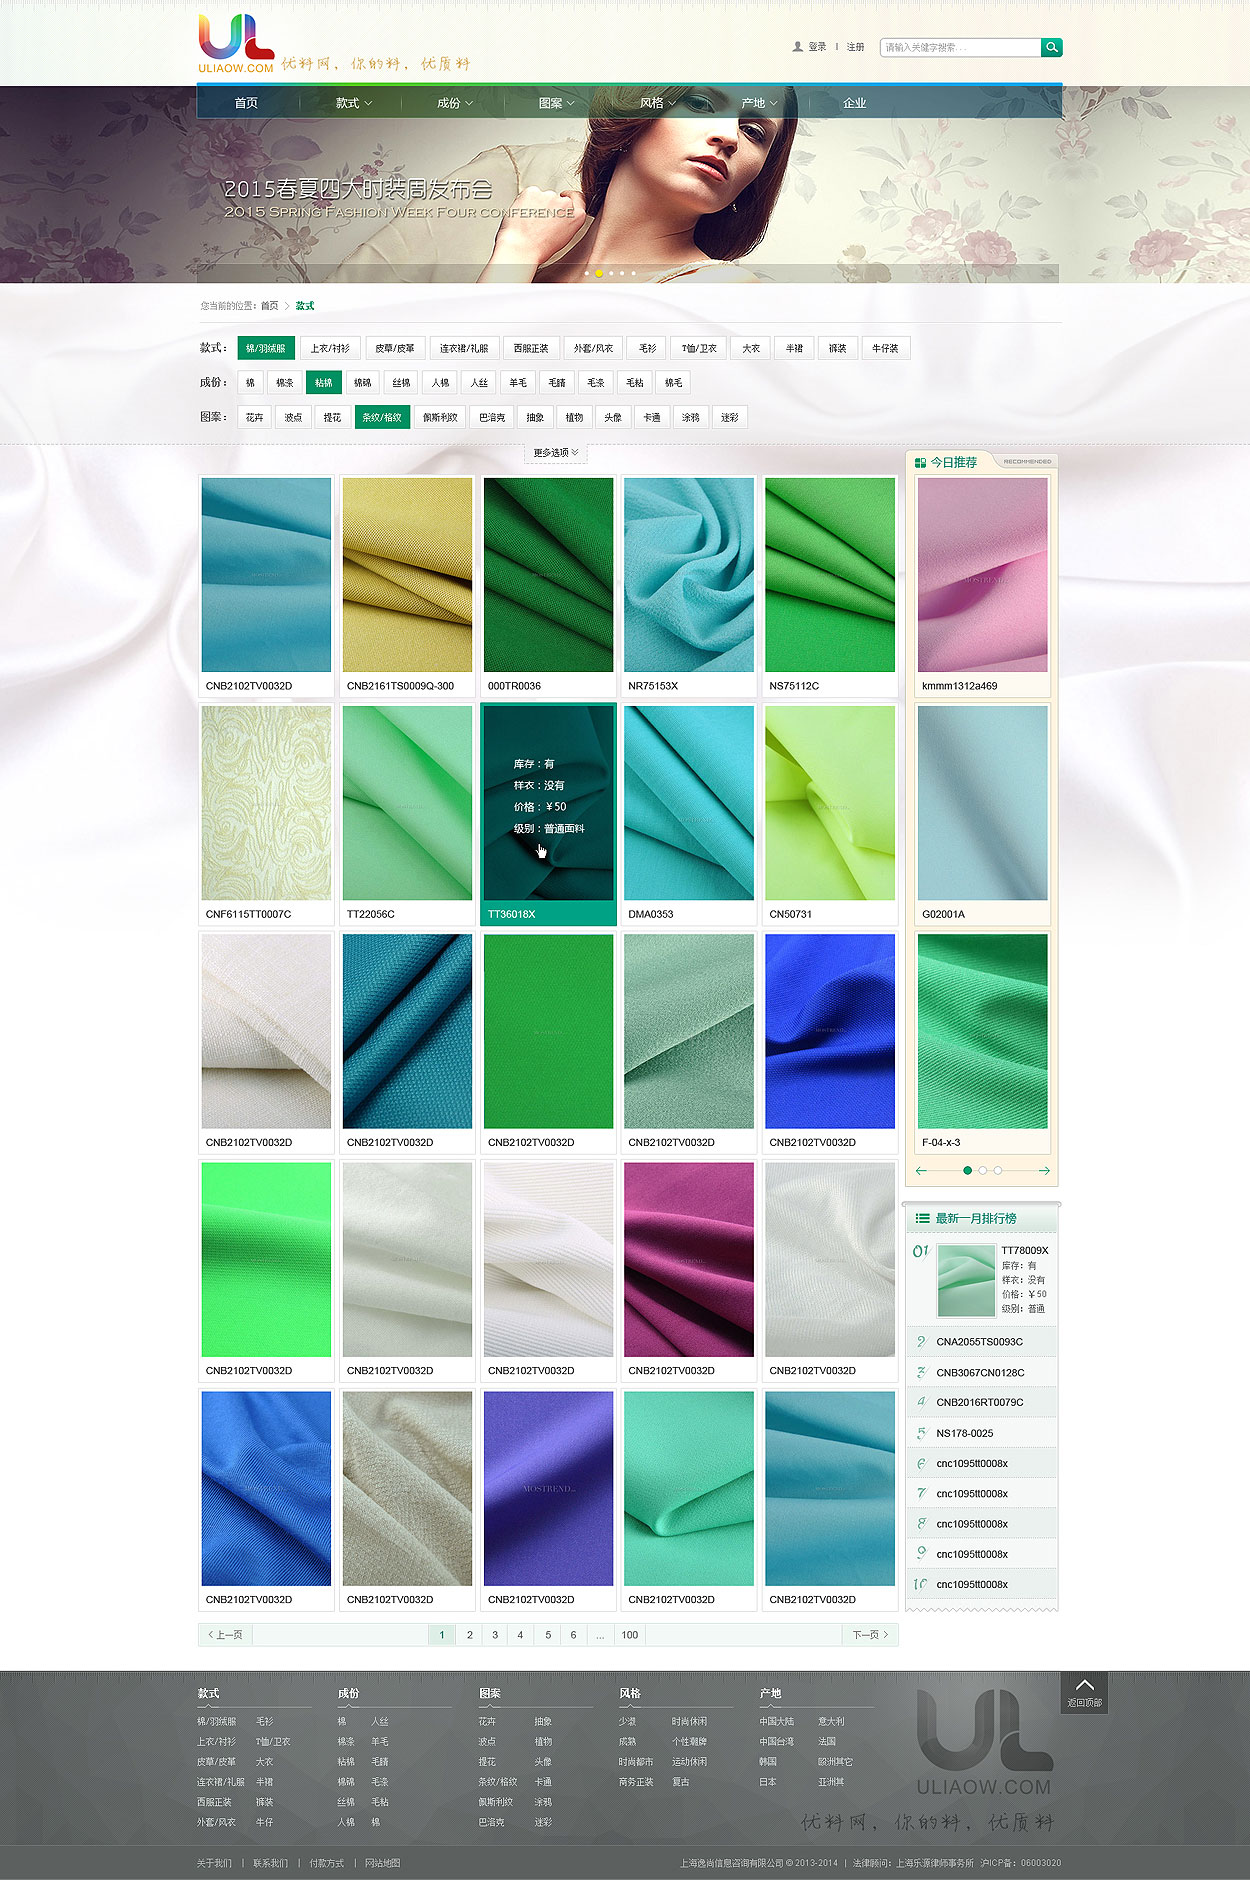 UL
ULIAOW.COM 优料网，你的料，优质料
登录 | 注册 请输入关健字搜索...
首页 款式 成份 图案 风格 产地 企业
2015春夏四大时装周发布会
2015 Spring Fashion Week Four conference
您当前的位置：首页 > 款式
款式： 棉/羽绒服 上衣/衬衫 皮草/皮革 连衣裙/礼服 西服正装 外套/风衣 毛衫 T恤/卫衣 大衣 半裙 裤装 牛仔装
成份： 棉 棉涤 粘棉 棉锦 丝棉 人棉 人丝 羊毛 毛晴 毛涤 毛粘 棉毛
图案： 花卉 波点 提花 条纹/格纹 佩斯利纹 巴洛克 抽象 植物 头像 卡通 涂鸦 迷彩
更多选项
今日推荐 RECOMMENDED
CNB2102TV0032D CNB2161TS0009Q-300 000TR0036 NR75153X NS75112C kmmm1312a469
库存：有
样衣：没有
价格：￥50
级别：普通面料
CNF6115TT0007C TT22056C TT36018X DMA0353 CN50731 G02001A
CNB2102TV0032D CNB2102TV0032D CNB2102TV0032D CNB2102TV0032D CNB2102TV0032D F-04-x-3
最新一月排行榜
01 TT78009X
库存：有
样衣：没有
价格：￥50
级别：普通
2 CNA2055TS0093C
3 CNB3067CN0128C
4 CNB2016RT0079C
5 NS178-0025
6 cnc1095tt0008x
7 cnc1095tt0008x
8 cnc1095tt0008x
9 cnc1095tt0008x
10 cnc1095tt0008x
CNB2102TV0032D CNB2102TV0032D CNB2102TV0032D CNB2102TV0032D CNB2102TV0032D
MOSTREND
CNB2102TV0032D CNB2102TV0032D CNB2102TV0032D CNB2102TV0032D CNB2102TV0032D
< 上一页 1 2 3 4 5 6 ... 100 下一页 >
款式 成份 图案 风格 产地
返回顶部
棉/羽绒服 毛衫 棉 人丝 花卉 抽象 少淑 时尚休闲 中国大陆 意大利
上衣/衬衫 T恤/卫衣 棉涤 羊毛 波点 植物 成熟 个性潮牌 中国台湾 法国
皮草/皮革 大衣 粘棉 毛晴 提花 头像 时尚都市 运动休闲 韩国 欧洲其它
连衣裙/礼服 半裙 棉锦 毛涤 条纹/格纹 卡通 商务正装 复古 日本 亚洲其
西服正装 裤装 丝棉 毛粘 佩斯利纹 涂鸦
外套/风衣 牛仔 人棉 棉 巴洛克 迷彩
UL
ULIAOW.COM
优料网，你的料，优质料
关于我们 | 联系我们 | 付款方式 | 网站地图
上海逸尚信息咨询有限公司 © 2013-2014 | 法律顾问：上海乐源律师事务所 沪ICP备：06003020